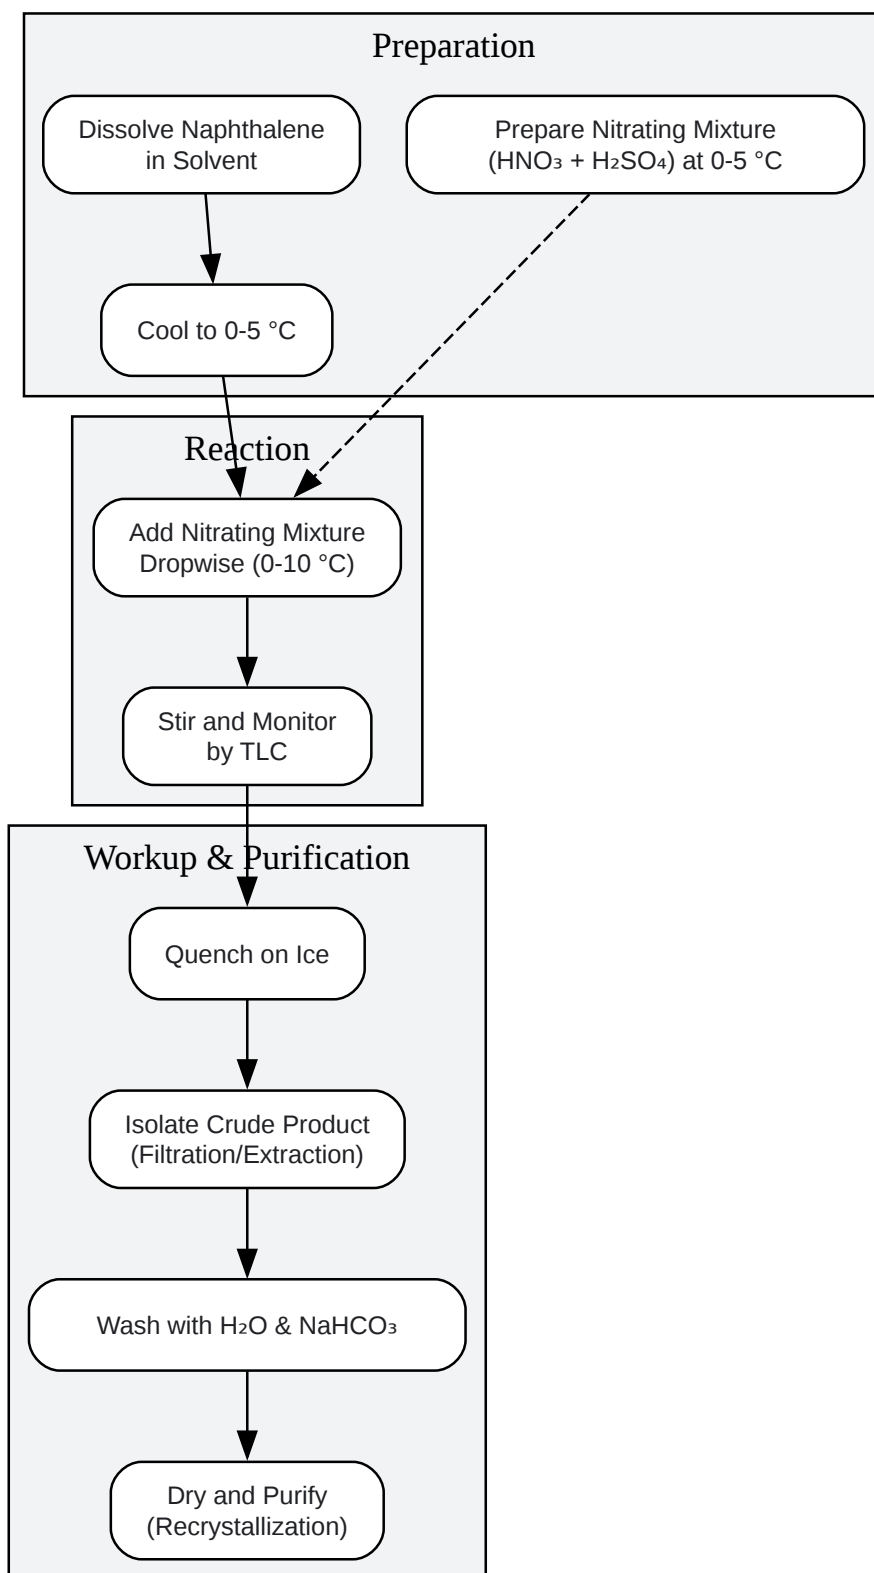 Preparation
Dissolve Naphthalene
in Solvent
Prepare Nitrating Mixture
(HNO₃ + H₂SO₄) at 0-5 °C
Cool to 0-5 °C
Reaction
Add Nitrating Mixture
Dropwise (0-10 °C)
Stir and Monitor
by TLC
Workup & Purification
Quench on Ice
Isolate Crude Product
(Filtration/Extraction)
Wash with H₂O & NaHCO₃
Dry and Purify
(Recrystallization)